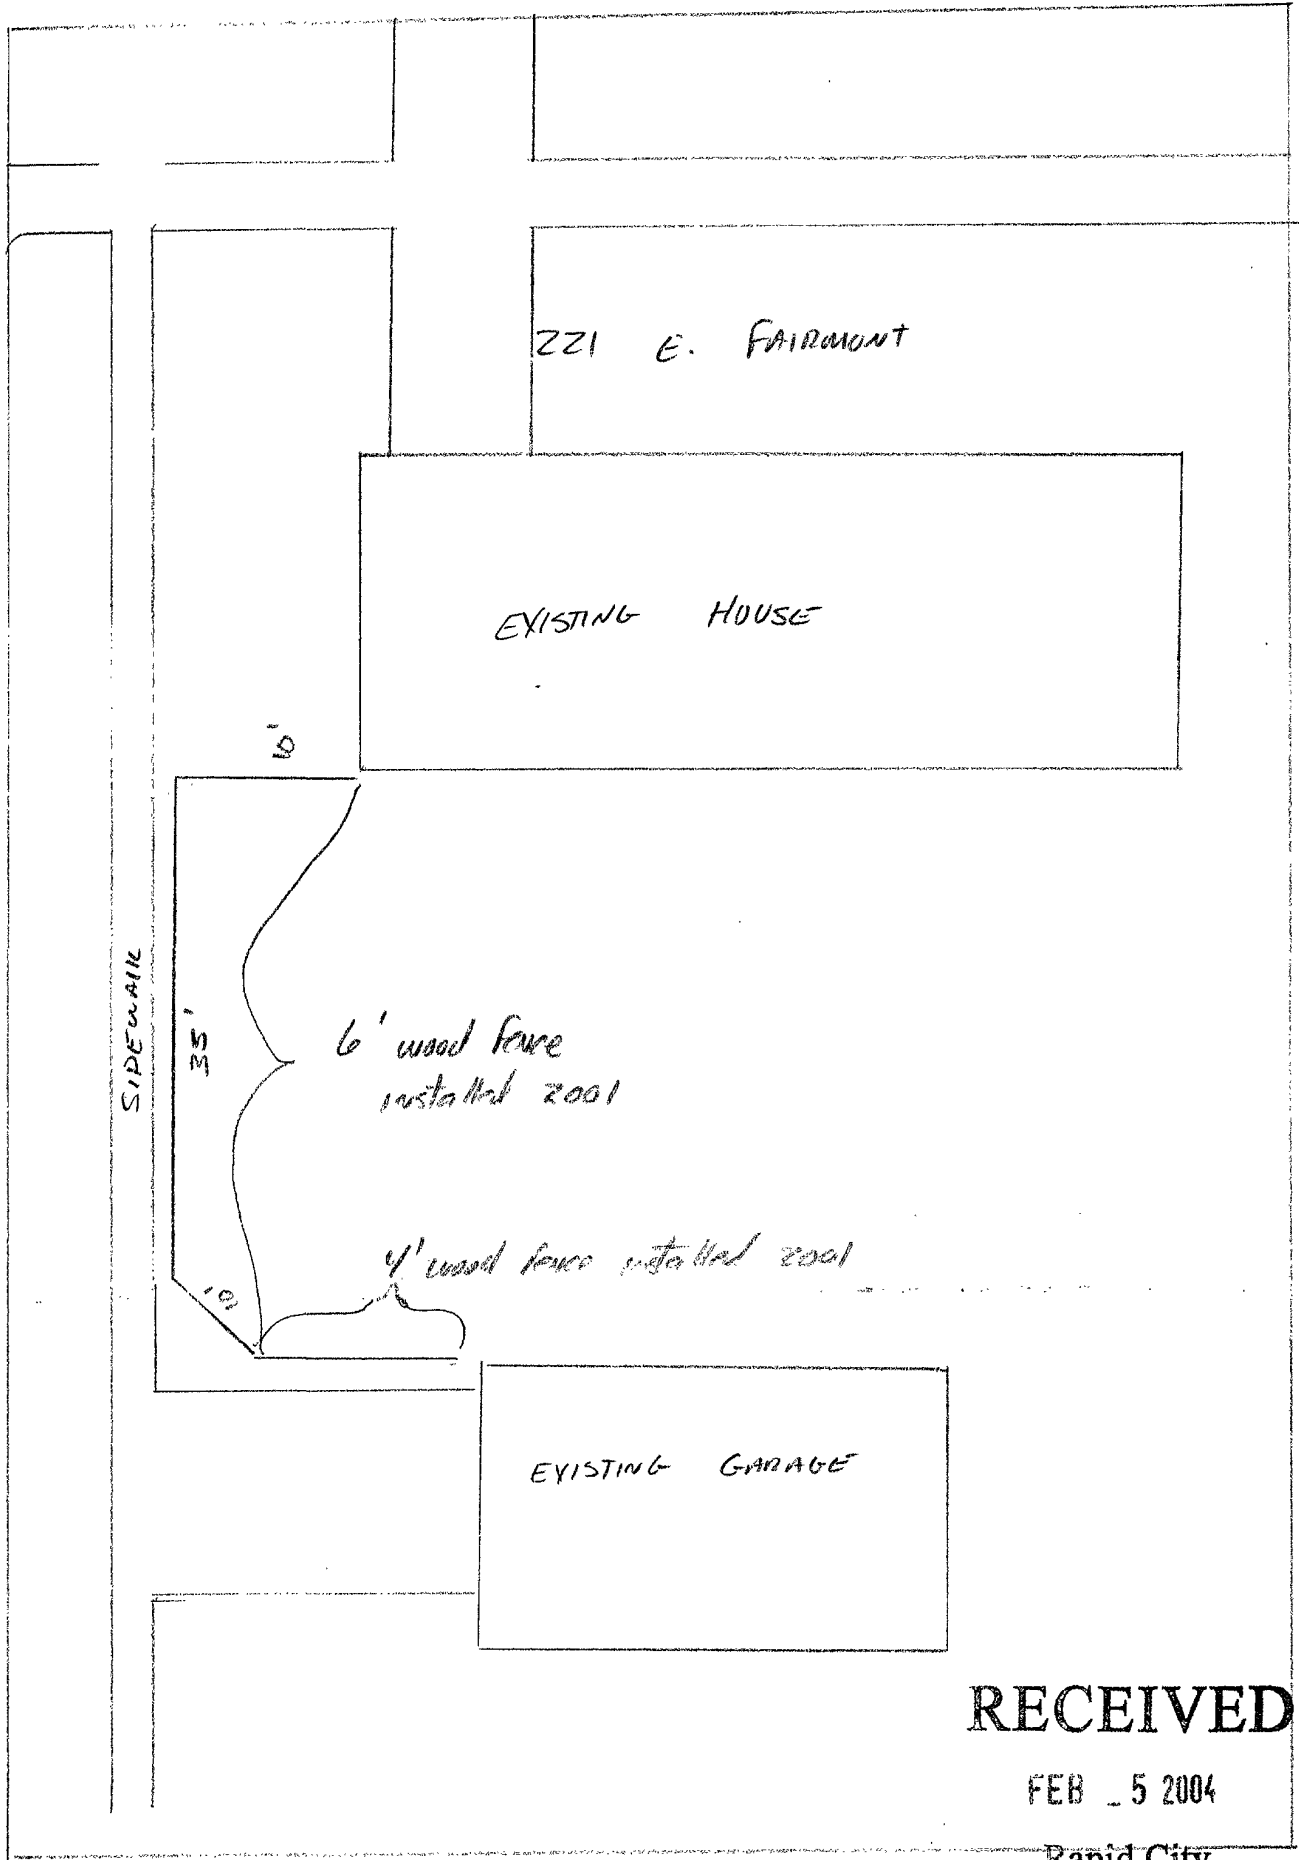 221 E. FAIRMONT
EXISTING HOUSE
SIDEWALK
35'
6' wood fence
installed 2001
4' wood fence installed 2001
EXISTING GARAGE
RECEIVED
FEB _ 5 2004
Rapid City